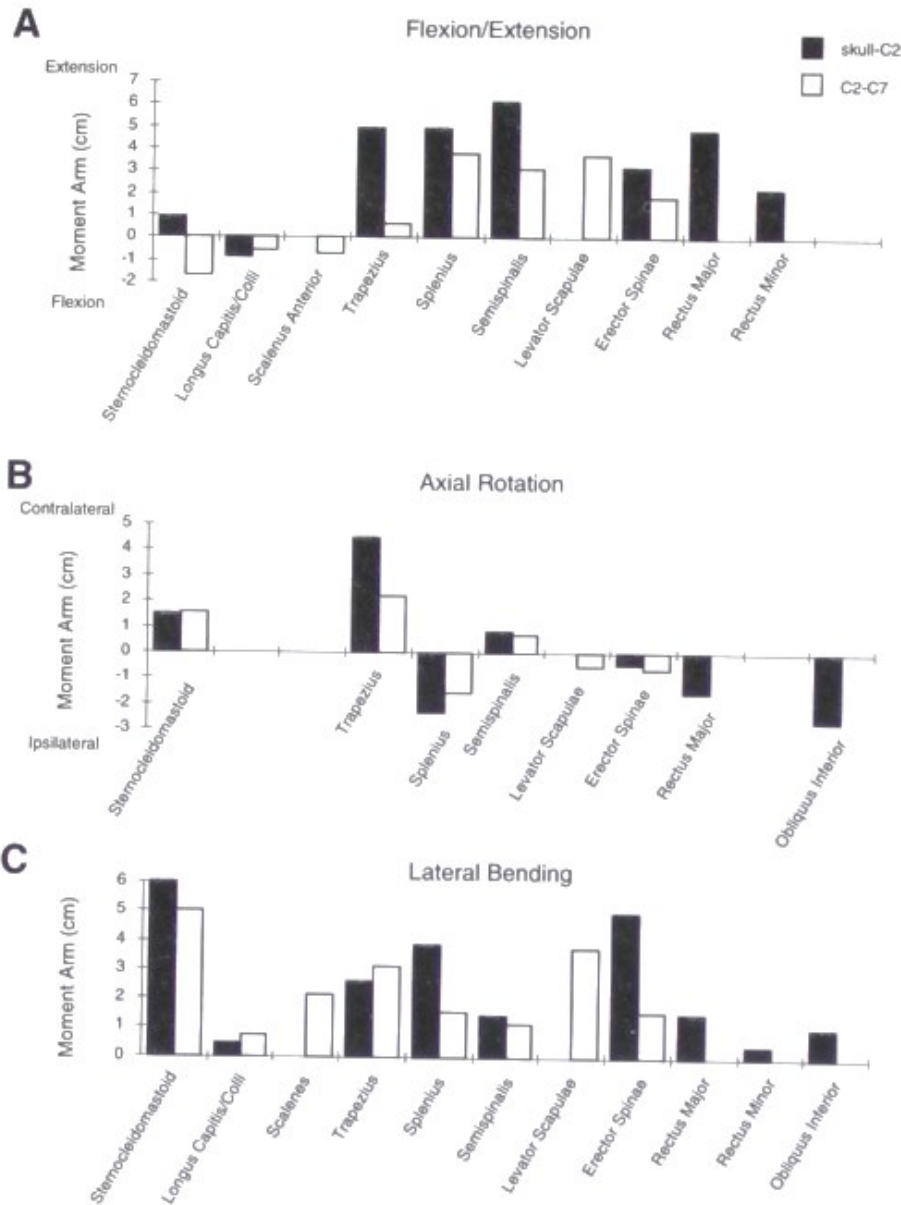 A
Flexion/Extension
skull-C2
C2-C7
Extension
7
6
5
4
3
2
1
0
-1
-2
Moment Arm (cm)
Flexion
Sternocleidomastoid
Longus Capitis/Colli
Scalenus Anterior
Trapezius
Splenius
Semispinalis
Levator Scapulae
Erector Spinae
Rectus Major
Rectus Minor
B
Axial Rotation
Contralateral
5
4
3
2
1
0
-1
-2
-3
Moment Arm (cm)
Ipsilateral
Sternocleidomastoid
Trapezius
Splenius
Semispinalis
Levator Scapulae
Erector Spinae
Rectus Major
Obliquus Inferior
C
Lateral Bending
6
5
4
3
2
1
0
Moment Arm (cm)
Sternocleidomastoid
Longus Capitis/Colli
Scalenes
Trapezius
Splenius
Semispinalis
Levator Scapulae
Erector Spinae
Rectus Major
Rectus Minor
Obliquus Inferior